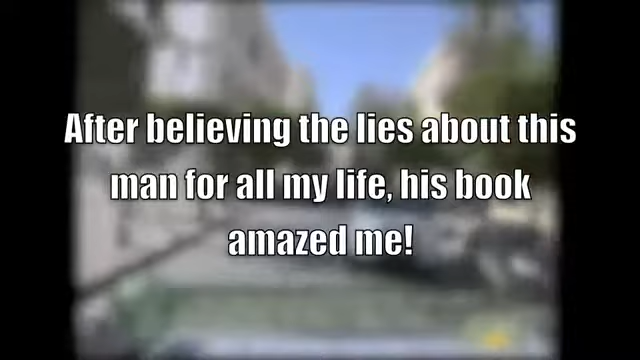 After believing the lies about this
man for all my life, his book
amazed me!